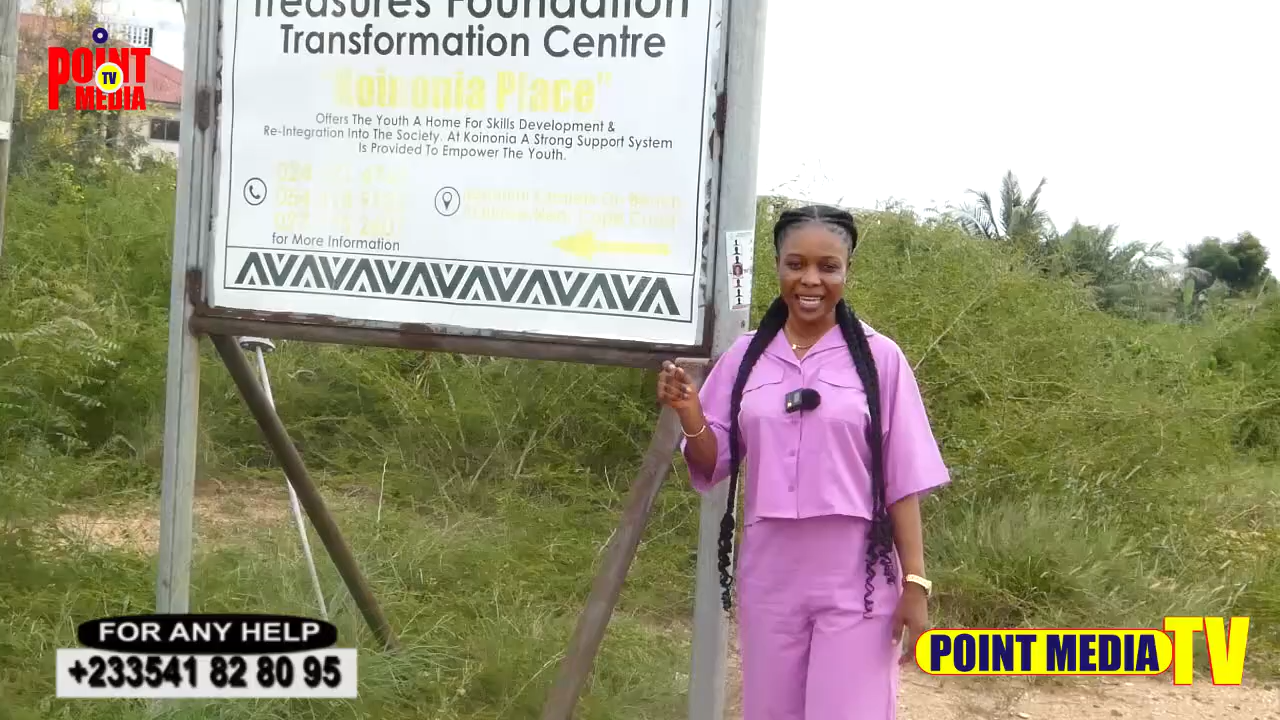 Treasures Foundation
Transformation Centre
"Koinonia Place"
Offers The Youth A Home For Skills Development &
Re-Integration Into The Society. At Koinonia A Strong Support System
Is Provided To Empower The Youth.
024
054
for More Information
POINT
TV
MEDIA
FOR ANY HELP
+233541 82 80 95
POINT MEDIA TV